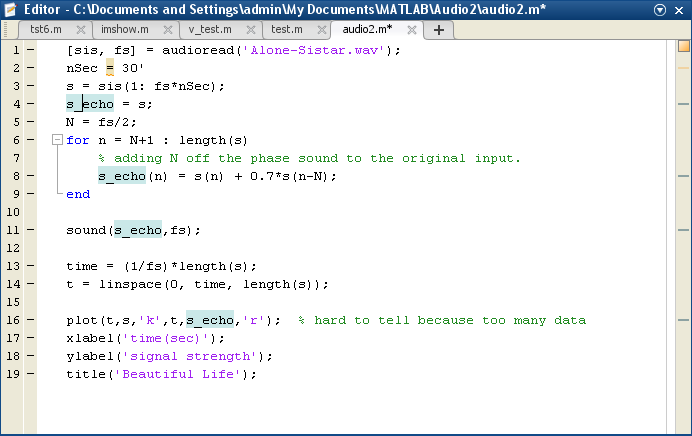 Editor - C:\Documents and Settings\admin\My Documents\MATLAB\Audio2\audio2.m*
tst6.m × imshow.m × v_test.m × test.m × audio2.m* × +
1 – [sis, fs] = audioread('Alone-Sistar.wav');
2 – nSec = 30'
3 – s = sis(1: fs*nSec);
4 – s_echo = s;
5 – N = fs/2;
6 – for n = N+1 : length(s)
7 % adding N off the phase sound to the original input.
8 – s_echo(n) = s(n) + 0.7*s(n-N);
9 – end
10
11 – sound(s_echo,fs);
12
13 – time = (1/fs)*length(s);
14 – t = linspace(0, time, length(s));
15
16 – plot(t,s,'k',t,s_echo,'r'); % hard to tell because too many data
17 – xlabel('time(sec)');
18 – ylabel('signal strength');
19 – title('Beautiful Life');